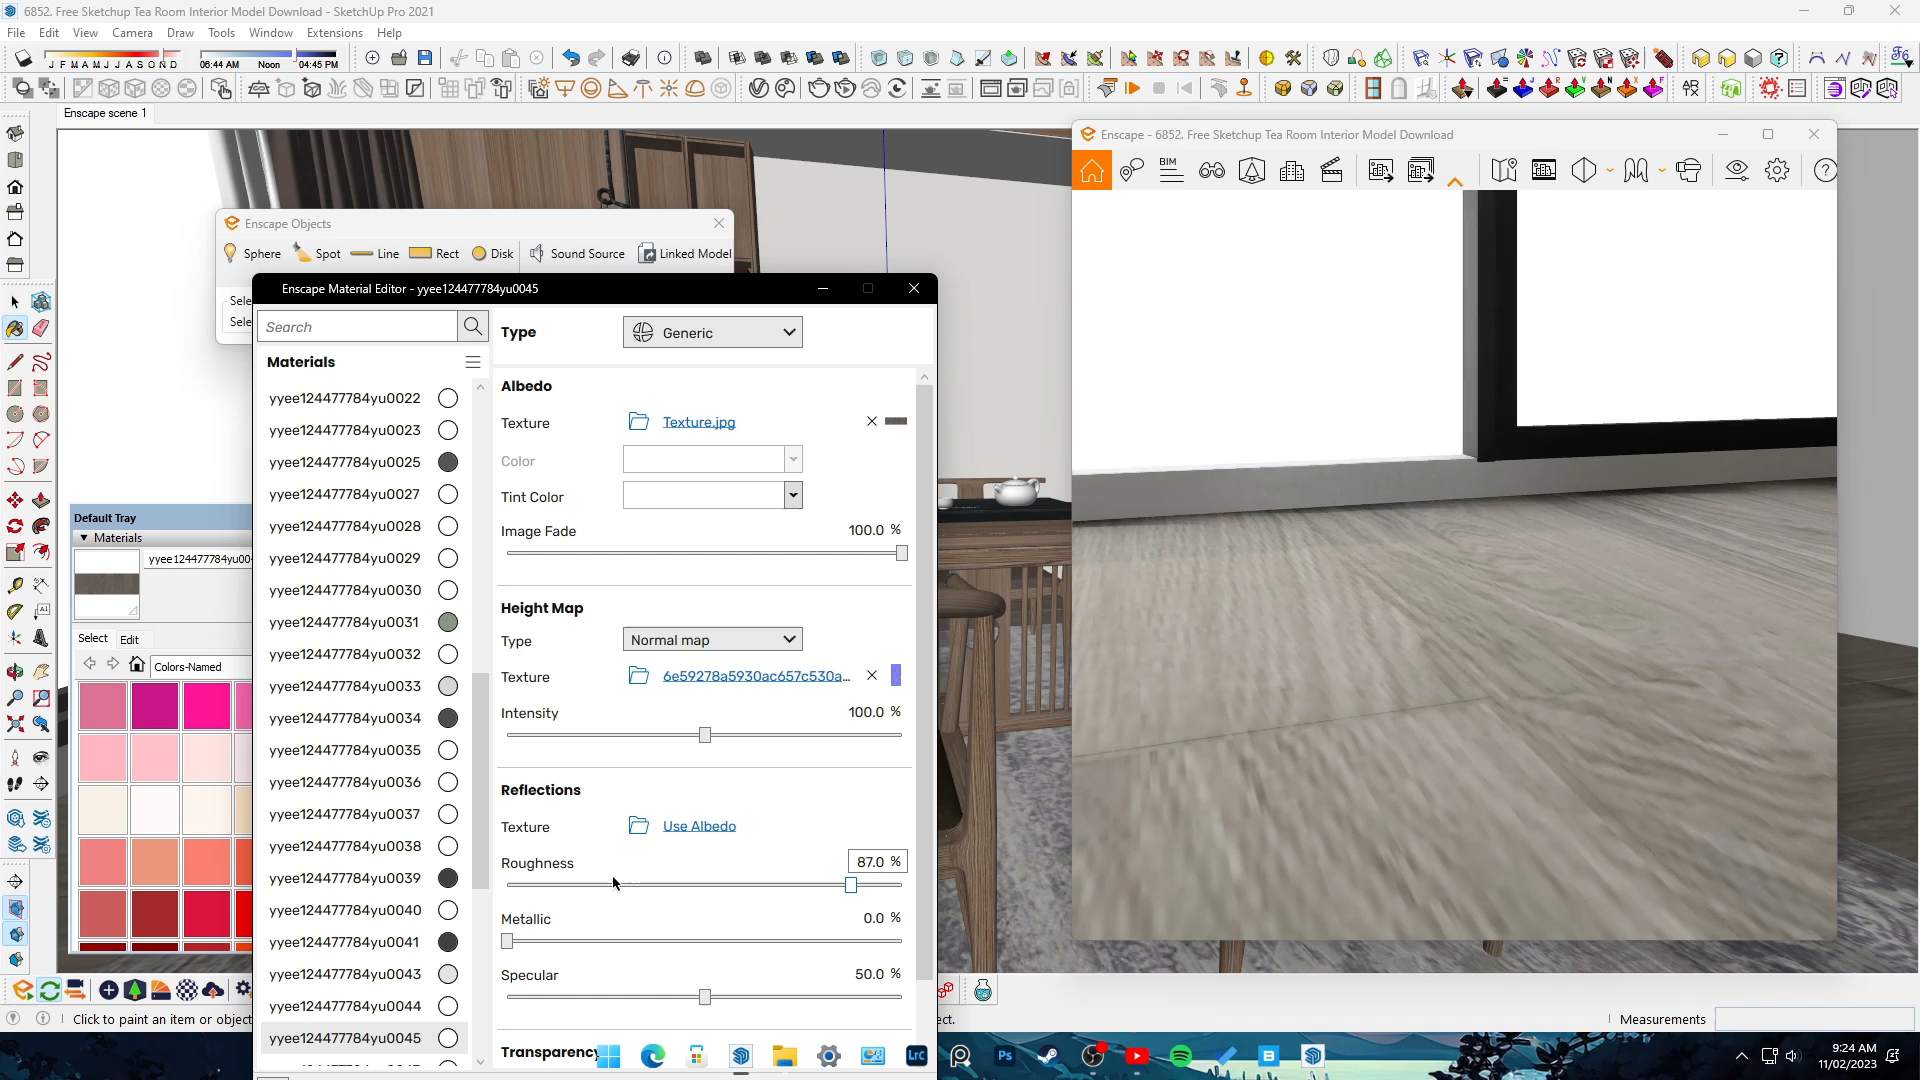 6852. Free Sketchup Tea Room Interior Model Download - SketchUp Pro 2021
File Edit View Camera Draw Tools Window Extensions Help
J F M A M J J A S O N D 06:44 AM Noon 04:45 PM
Enscape scene 1
Enscape - 6852. Free Sketchup Tea Room Interior Model Download
BIM
Enscape Objects
Sphere Spot Line Rect Disk Sound Source Linked Model
Sele
Sele
Enscape Material Editor - yyee124477784yu0045
Search
Type Generic
Materials
Albedo
yyee124477784yu0022
yyee124477784yu0023
yyee124477784yu0025
yyee124477784yu0027
yyee124477784yu0028
yyee124477784yu0029
yyee124477784yu0030
yyee124477784yu0031
yyee124477784yu0032
yyee124477784yu0033
yyee124477784yu0034
yyee124477784yu0035
yyee124477784yu0036
yyee124477784yu0037
yyee124477784yu0038
yyee124477784yu0039
yyee124477784yu0040
yyee124477784yu0041
yyee124477784yu0043
yyee124477784yu0044
yyee124477784yu0045
Texture Texture.jpg
Color
Tint Color
Image Fade 100.0 %
Height Map
Type Normal map
Texture 6e59278a5930ac657c530a...
Intensity 100.0 %
Reflections
Texture Use Albedo
Roughness 87.0 %
Metallic 0.0 %
Specular 50.0 %
Transparency
Default Tray
Materials
yyee124477784yu00
Select Edit
Colors-Named
Click to paint an item or object
ect.
Measurements
Lrc
Ps
9:24 AM
11/02/2023